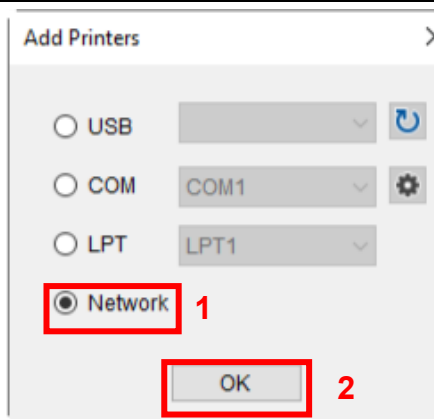 Add Printers
USB
COM COM1
LPT LPT1
Network 1
OK 2